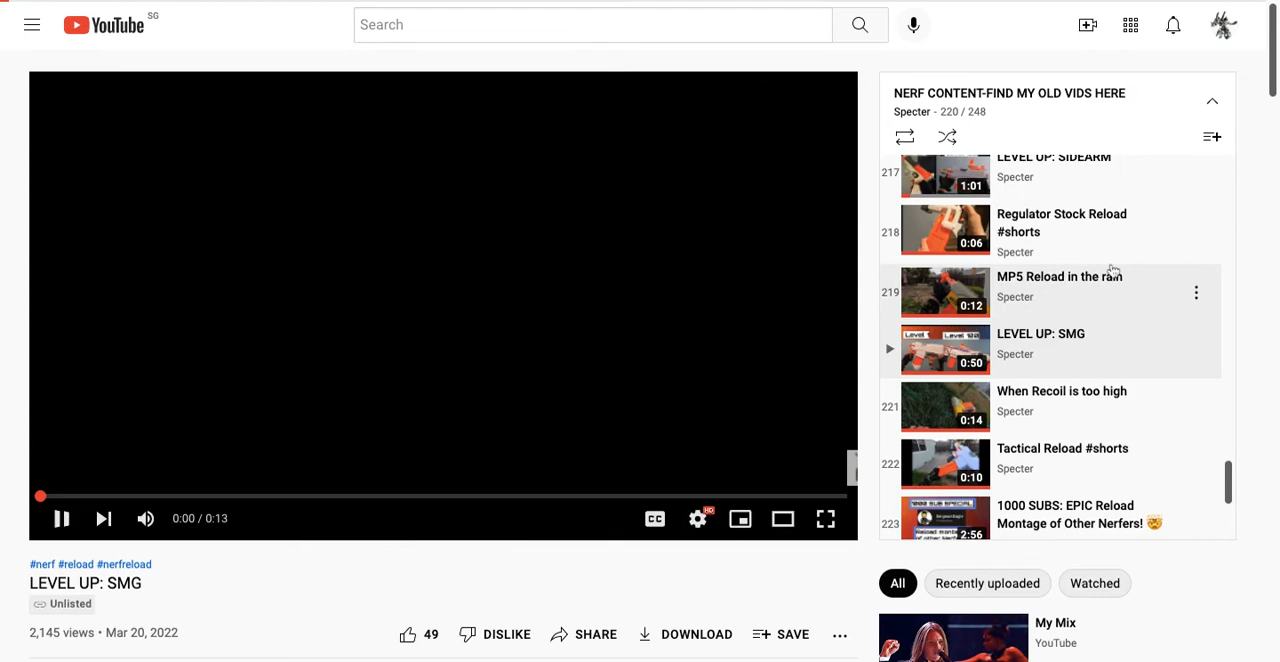 YouTube SG
Search
NERF CONTENT-FIND MY OLD VIDS HERE
Specter - 220 / 248
217
1:01
LEVEL UP: SIDEARM
Specter
218
0:06
Regulator Stock Reload
#shorts
Specter
219
0:12
MP5 Reload in the rain
Specter
0:50
LEVEL UP: SMG
Specter
221
0:14
When Recoil is too high
Specter
222
0:10
Tactical Reload #shorts
Specter
223
2:56
1000 SUBS: EPIC Reload
Montage of Other Nerfers! 🤯
Specter
0:00 / 0:13
CC
HD
#nerf #reload #nerfreload
LEVEL UP: SMG
Unlisted
2,145 views • Mar 20, 2022
49
DISLIKE
SHARE
DOWNLOAD
SAVE
All
Recently uploaded
Watched
My Mix
YouTube